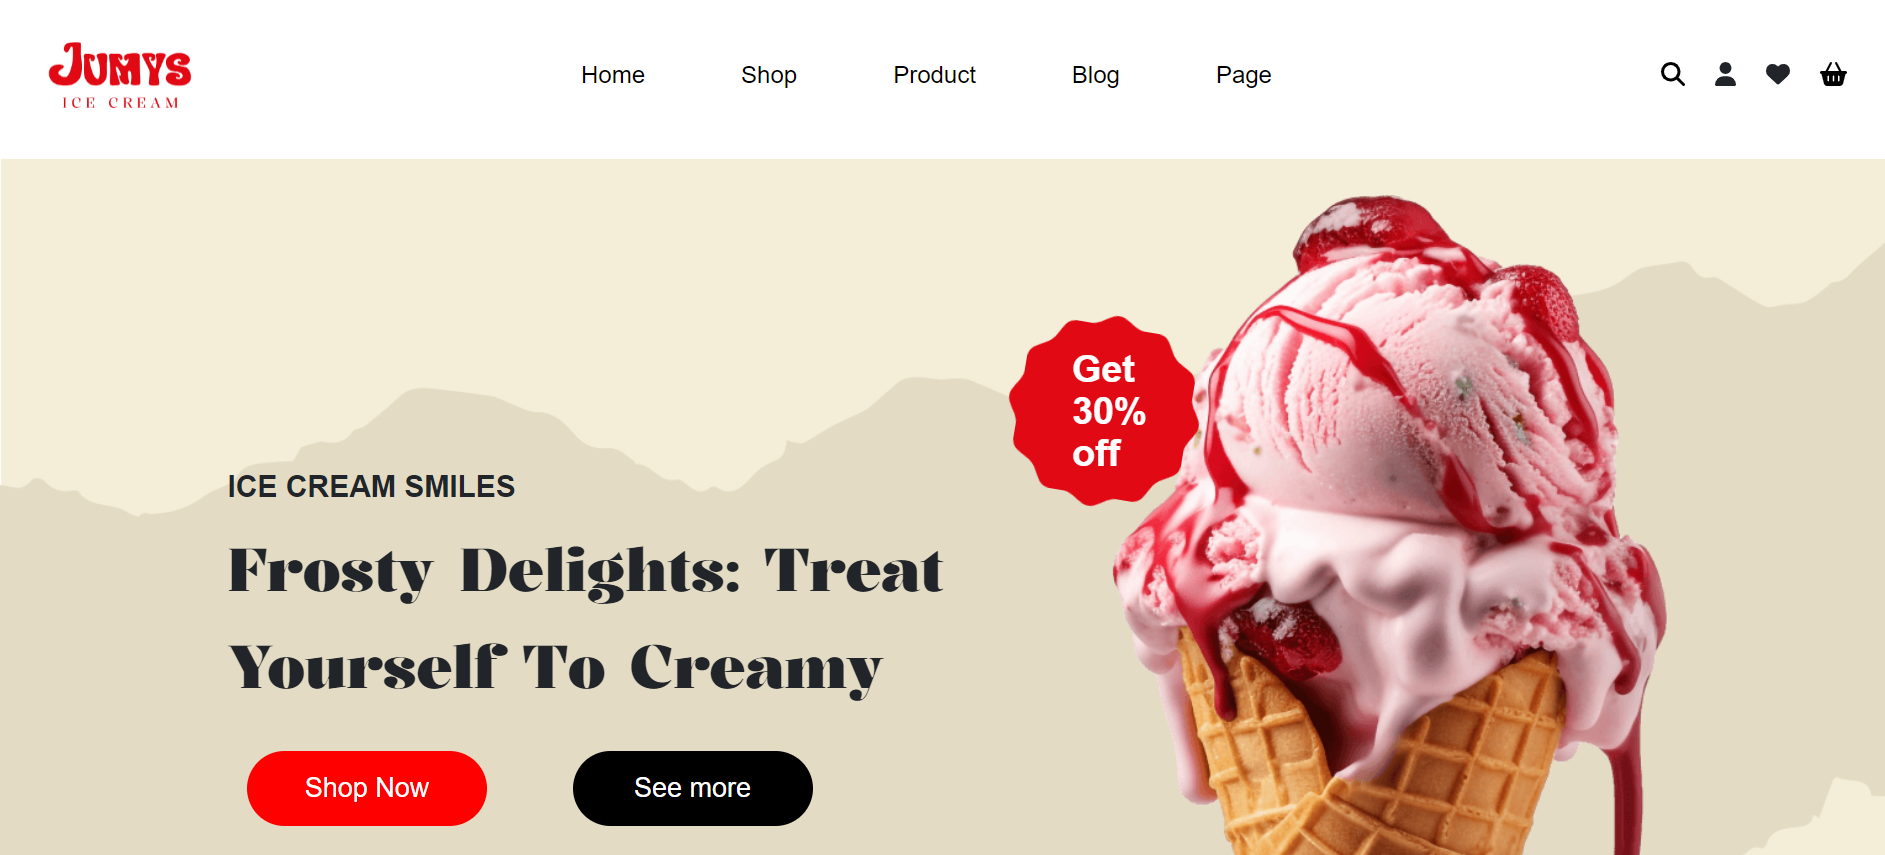 JUMYS
ICE CREAM
Home Shop Product Blog Page
Get
30%
off
ICE CREAM SMILES
Frosty Delights: Treat
Yourself To Creamy
Shop Now See more